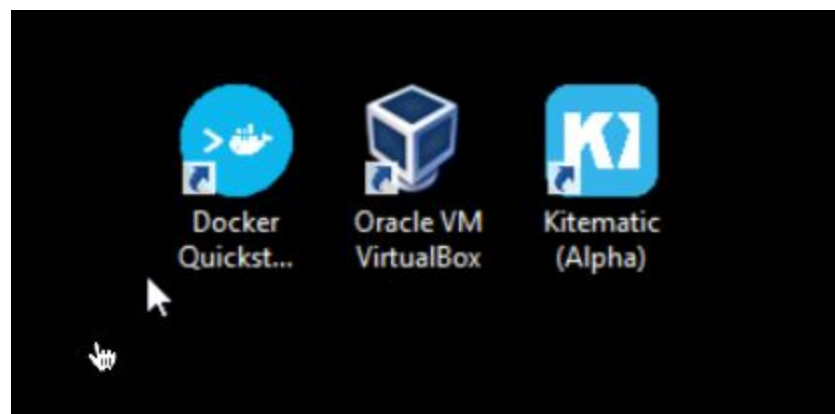 Docker
Quickst...
Oracle VM
VirtualBox
Kitematic
(Alpha)